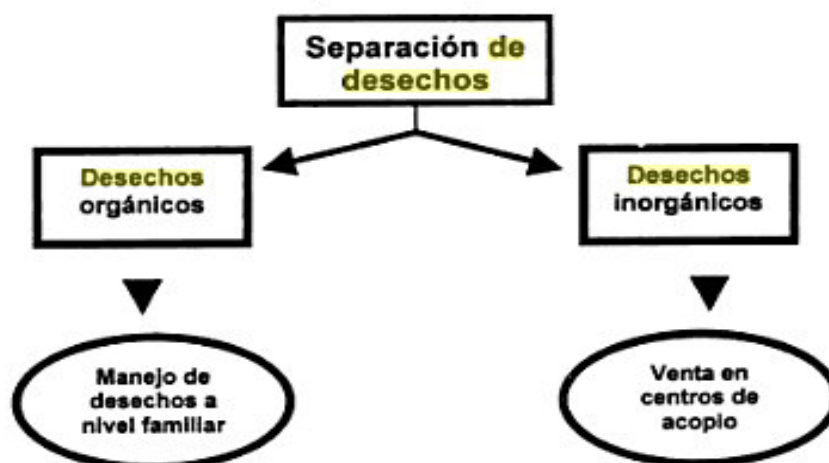 Separación de
desechos
Desechos
orgánicos
Desechos
inorgánicos
Manejo de
desechos a
nivel familiar
Venta en
centros de
acopio